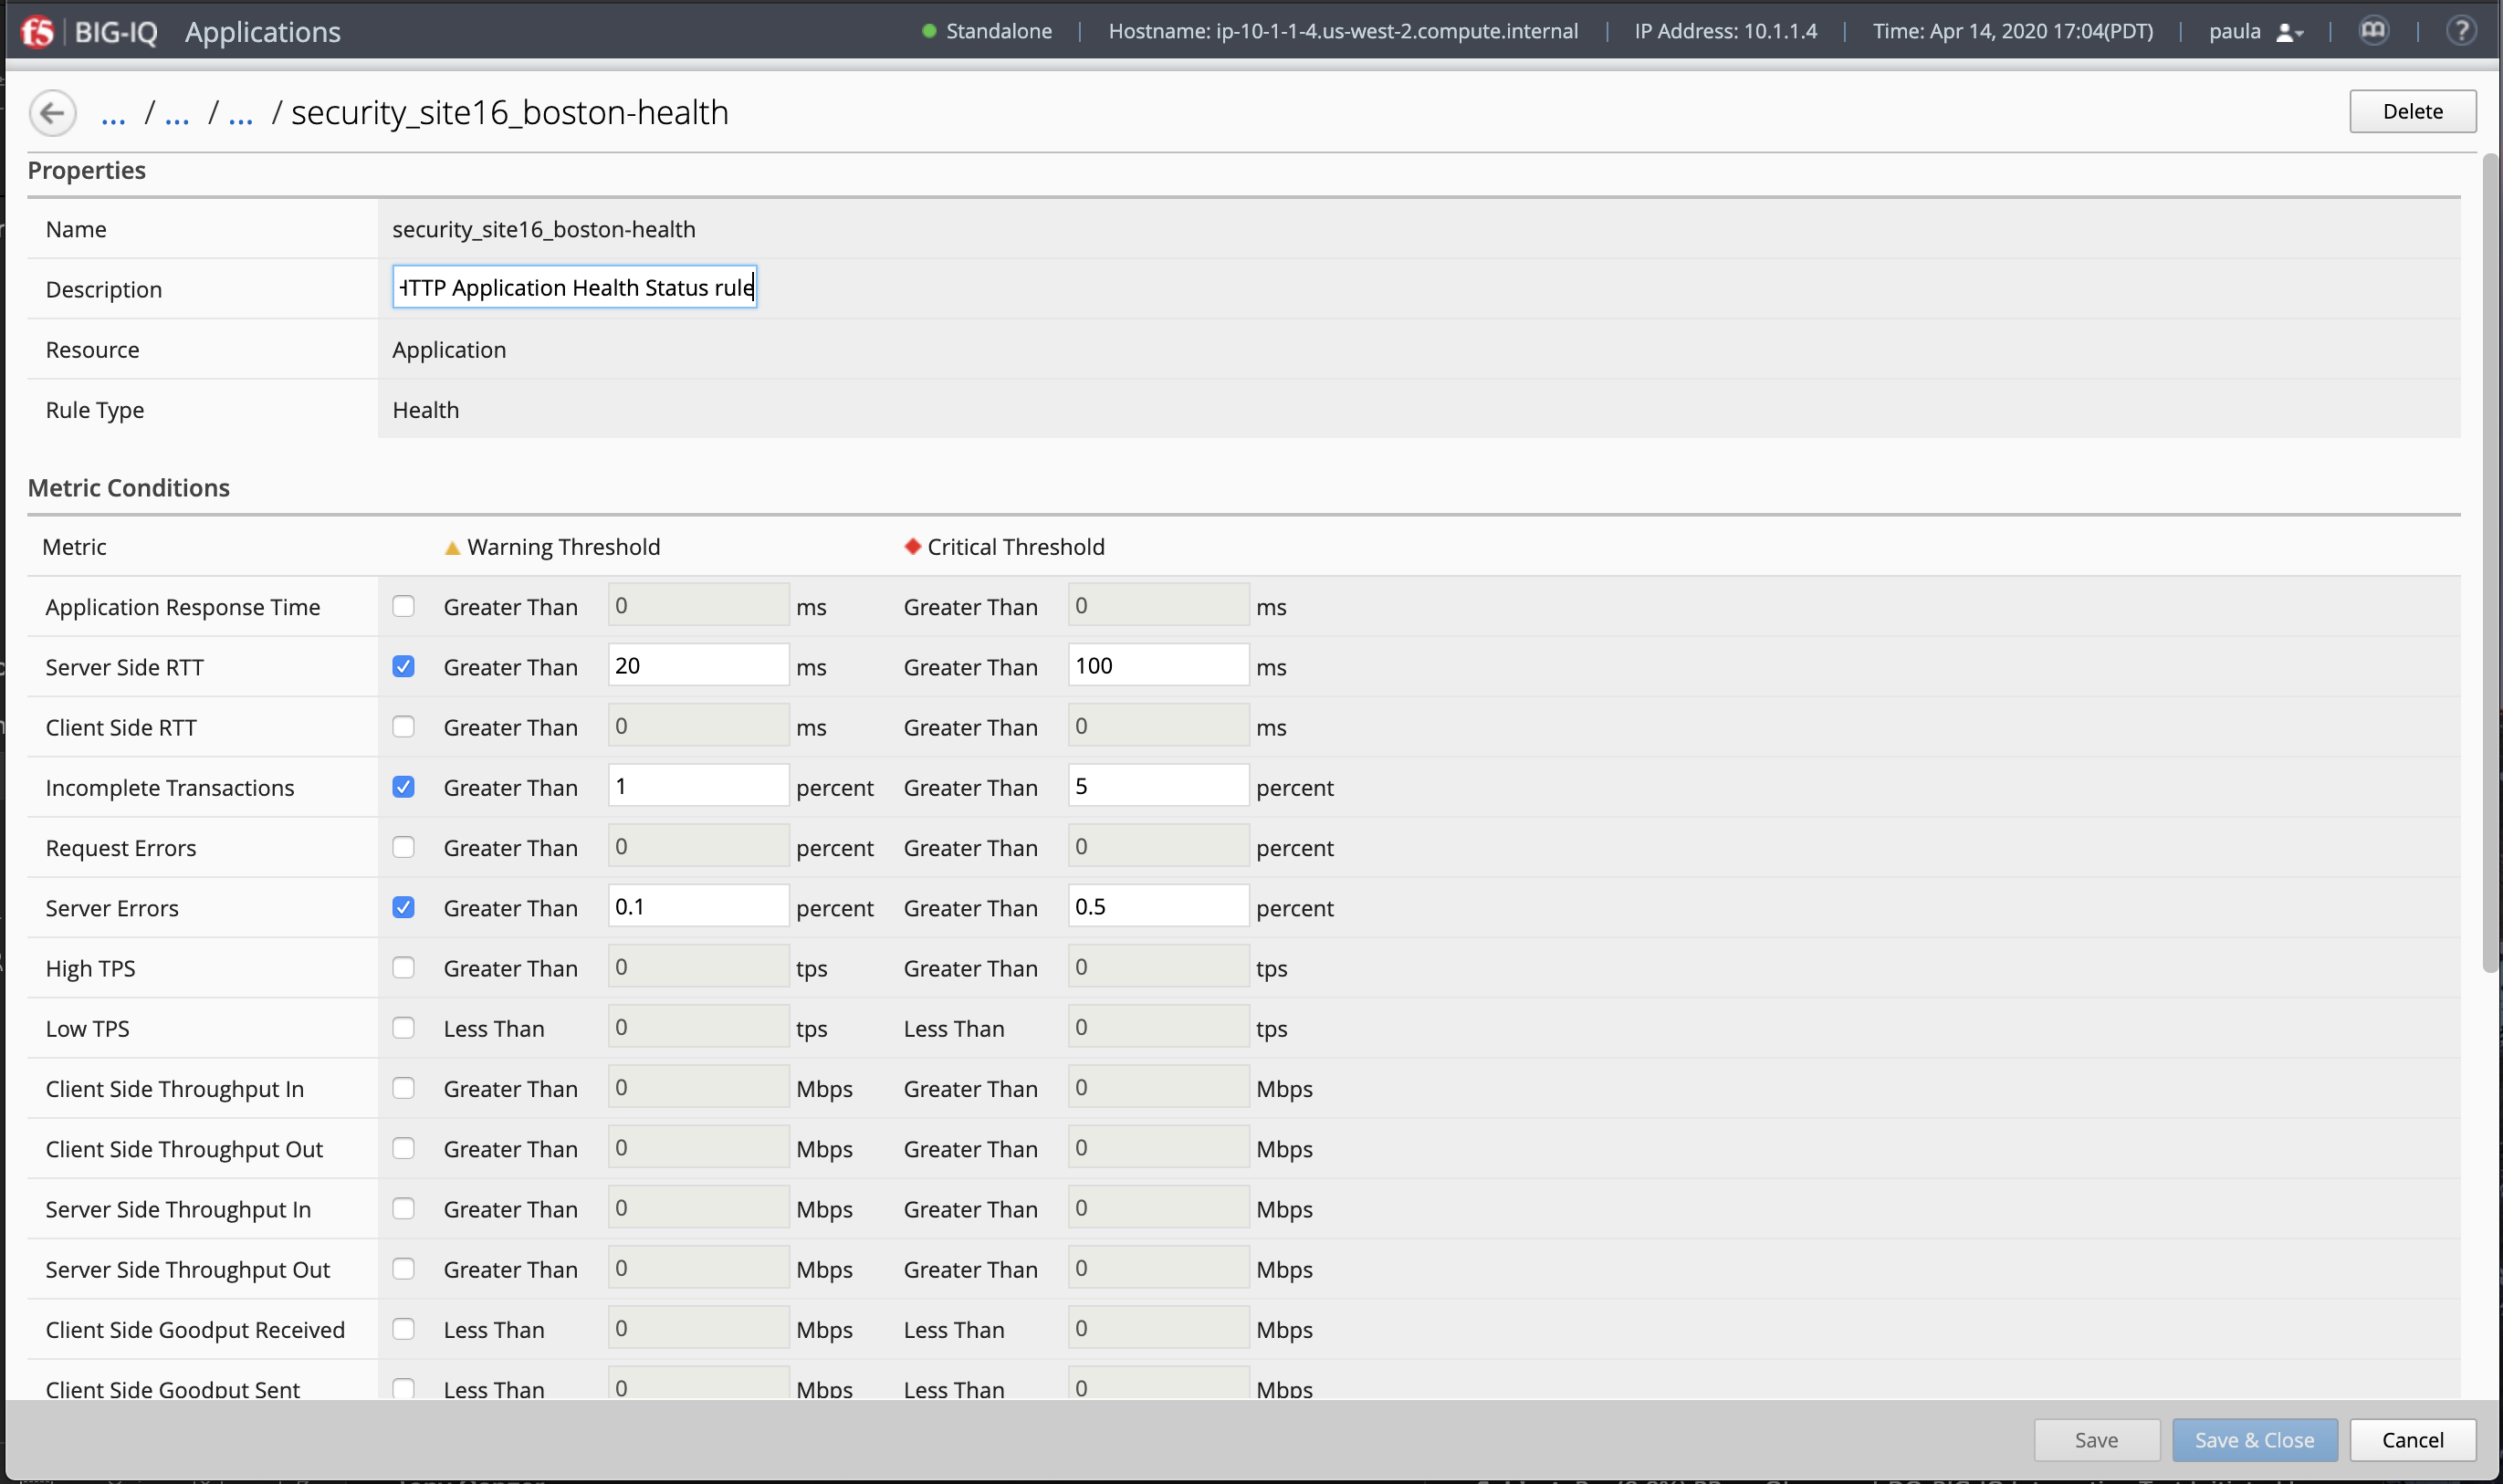 f5 BIG-IQ Applications Standalone Hostname: ip-10-1-1-4.us-west-2.compute.internal IP Address: 10.1.1.4 Time: Apr 14, 2020 17:04(PDT) paula ?
... / ... / ... / security_site16_boston-health Delete
Properties
Name security_site16_boston-health
Description HTTP Application Health Status rule
Resource Application
Rule Type Health
Metric Conditions
Metric Warning Threshold Critical Threshold
Application Response Time Greater Than 0 ms Greater Than 0 ms
Server Side RTT Greater Than 20 ms Greater Than 100 ms
Client Side RTT Greater Than 0 ms Greater Than 0 ms
Incomplete Transactions Greater Than 1 percent Greater Than 5 percent
Request Errors Greater Than 0 percent Greater Than 0 percent
Server Errors Greater Than 0.1 percent Greater Than 0.5 percent
High TPS Greater Than 0 tps Greater Than 0 tps
Low TPS Less Than 0 tps Less Than 0 tps
Client Side Throughput In Greater Than 0 Mbps Greater Than 0 Mbps
Client Side Throughput Out Greater Than 0 Mbps Greater Than 0 Mbps
Server Side Throughput In Greater Than 0 Mbps Greater Than 0 Mbps
Server Side Throughput Out Greater Than 0 Mbps Greater Than 0 Mbps
Client Side Goodput Received Less Than 0 Mbps Less Than 0 Mbps
Client Side Goodput Sent Less Than 0 Mbps Less Than 0 Mbps
Save Save & Close Cancel